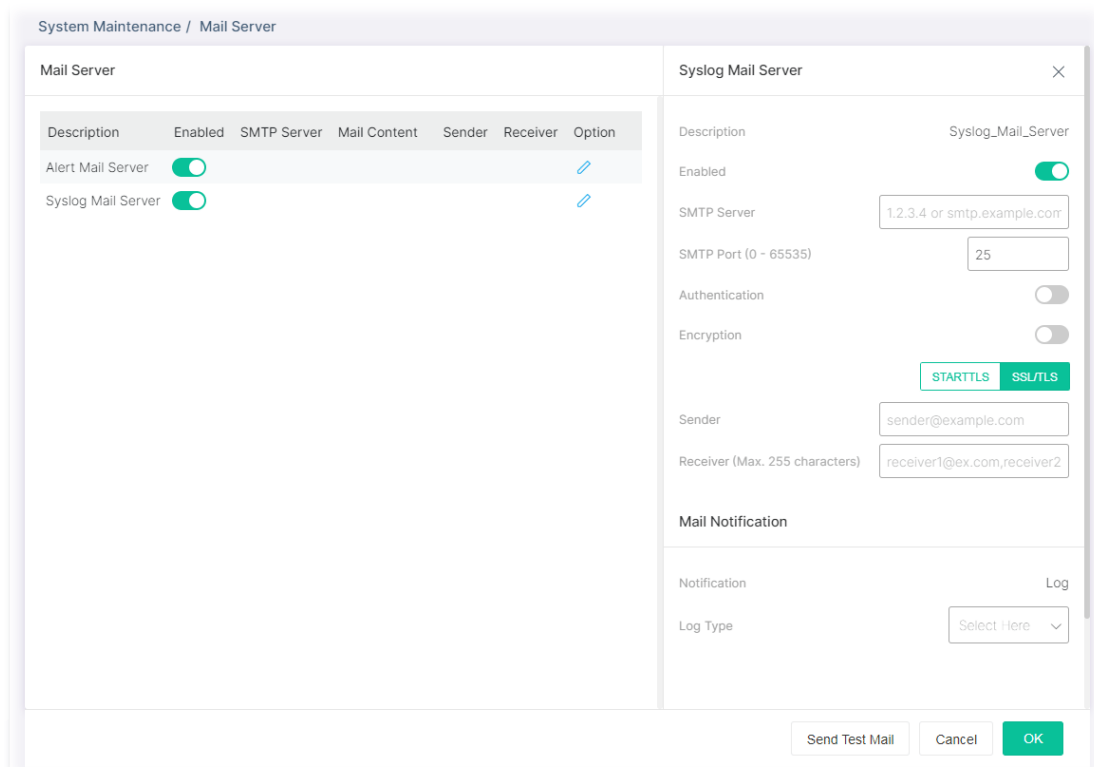 System Maintenance / Mail Server
Mail Server
Description Enabled SMTP Server Mail Content Sender Receiver Option
Alert Mail Server
Syslog Mail Server
Syslog Mail Server
Description Syslog_Mail_Server
Enabled
SMTP Server 1.2.3.4 or smtp.example.com
SMTP Port (0 - 65535) 25
Authentication
Encryption
STARTTLS SSL/TLS
Sender sender@example.com
Receiver (Max. 255 characters) receiver1@ex.com,receiver2
Mail Notification
Notification Log
Log Type Select Here
Send Test Mail Cancel OK